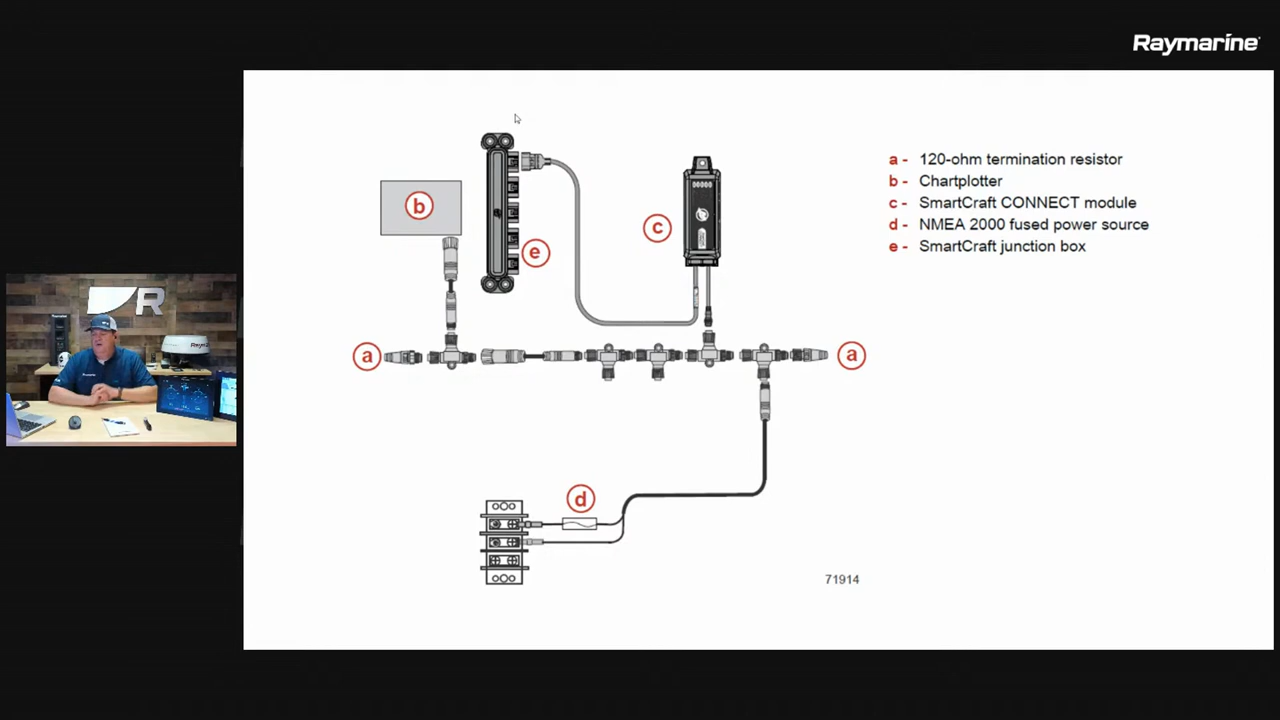 Raymarine
a - 120-ohm termination resistor
b - Chartplotter
c - SmartCraft CONNECT module
d - NMEA 2000 fused power source
e - SmartCraft junction box
b
e
c
a
a
d
71914
R